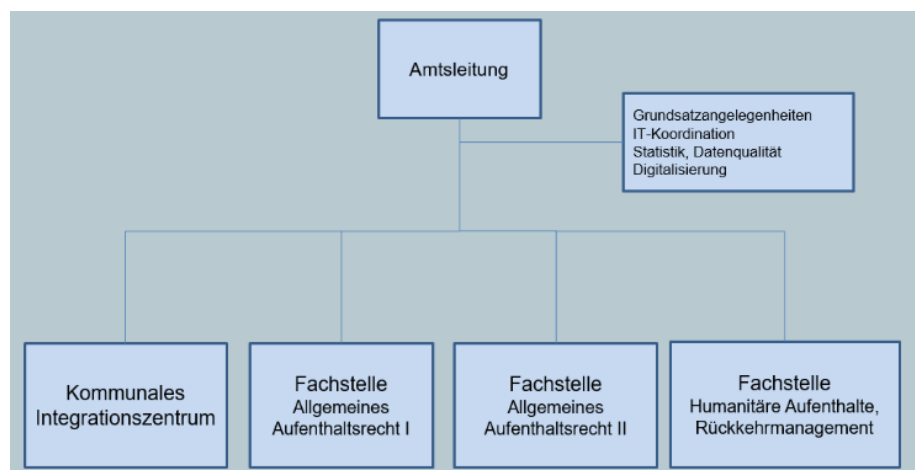 Amtsleitung
Grundsatzangelegenheiten
IT-Koordination
Statistik, Datenqualität
Digitalisierung
Kommunales
Integrationszentrum
Fachstelle
Allgemeines
Aufenthaltsrecht I
Fachstelle
Allgemeines
Aufenthaltsrecht II
Fachstelle
Humanitäre Aufenthalte,
Rückkehrmanagement